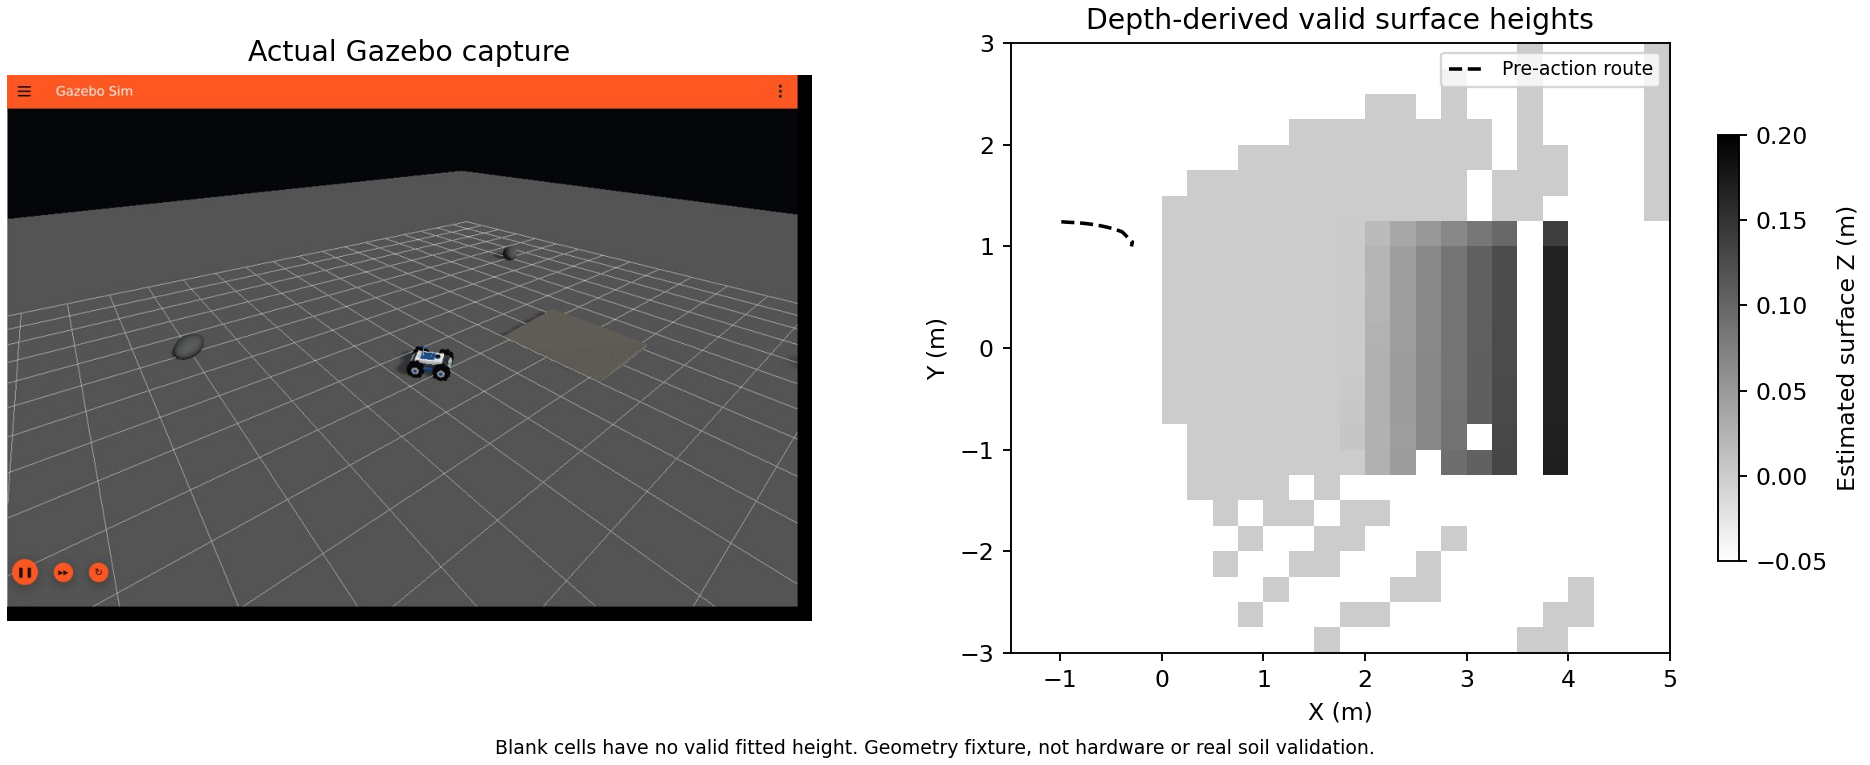 Actual Gazebo capture
Gazebo Sim
Depth-derived valid surface heights
Pre-action route
3
2
1
0
−1
−2
−3
Y (m)
−1
0
1
2
3
4
5
X (m)
0.20
0.15
0.10
0.05
0.00
−0.05
Estimated surface Z (m)
Blank cells have no valid fitted height. Geometry fixture, not hardware or real soil validation.